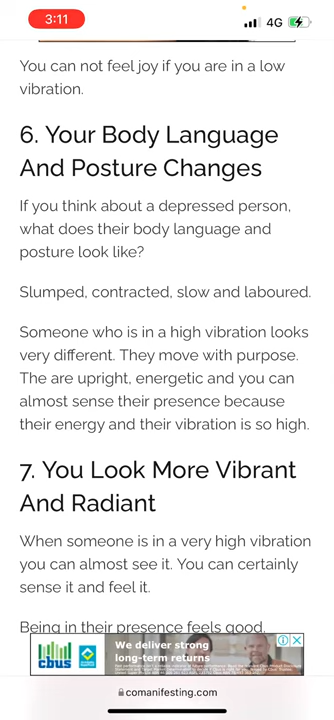 3:11
4G
You can not feel joy if you are in a low
vibration.
6. Your Body Language
And Posture Changes
If you think about a depressed person,
what does their body language and
posture look like?
Slumped, contracted, slow and laboured.
Someone who is in a high vibration looks
very different. They move with purpose.
The are upright, energetic and you can
almost sense their presence because
their energy and their vibration is so high.
7. You Look More Vibrant
And Radiant
When someone is in a very high vibration
you can almost see it. You can certainly
sense it and feel it.
Being in their presence feels good.
cbus
We deliver strong
long-term returns
comanifesting.com